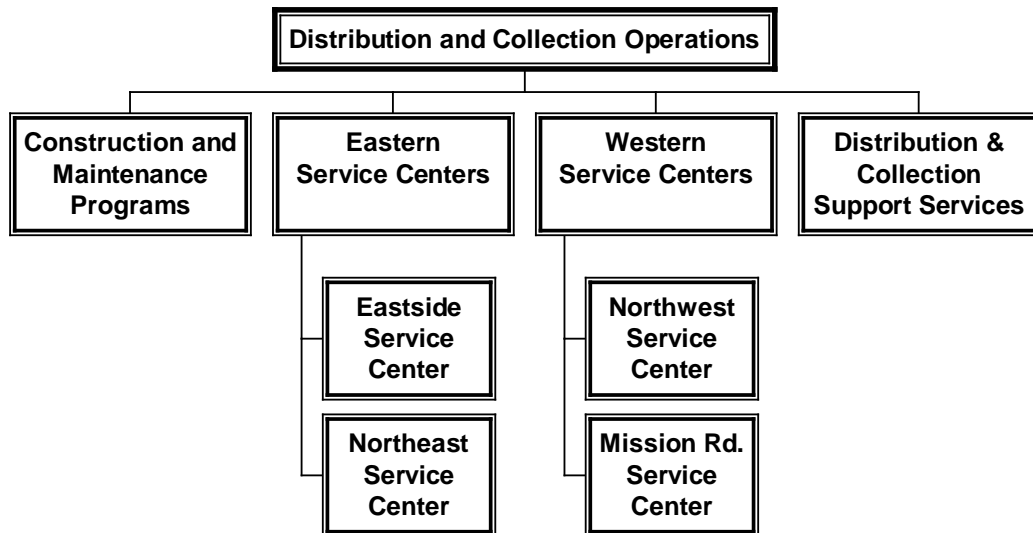 Distribution and Collection Operations
Construction and
Maintenance
Programs
Eastern
Service Centers
Western
Service Centers
Distribution &
Collection
Support Services
Eastside
Service
Center
Northwest
Service
Center
Northeast
Service
Center
Mission Rd.
Service
Center